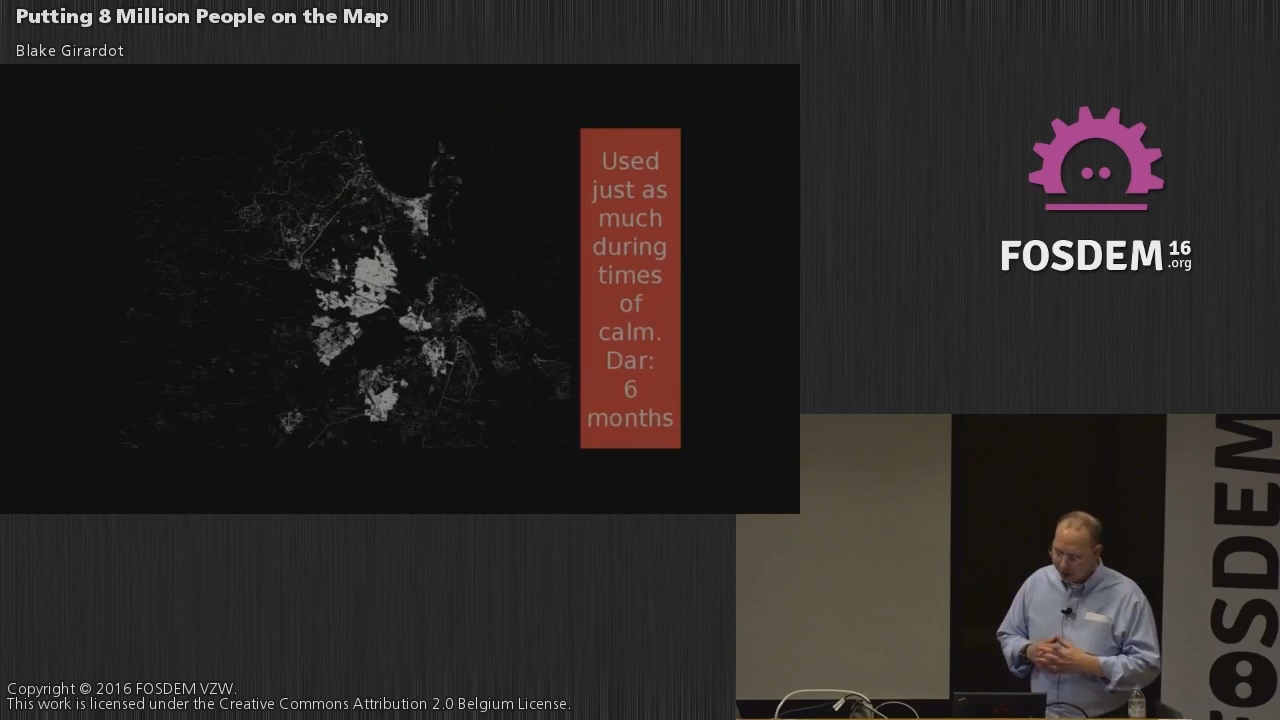 Putting 8 Million People on the Map
Blake Girardot
Used
just as
much
during
times
of
calm.
Dar:
6
months
FOSDEM 16
.org
FOSDEM
Copyright © 2016 FOSDEM VZW.
This work is licensed under the Creative Commons Attribution 2.0 Belgium License.